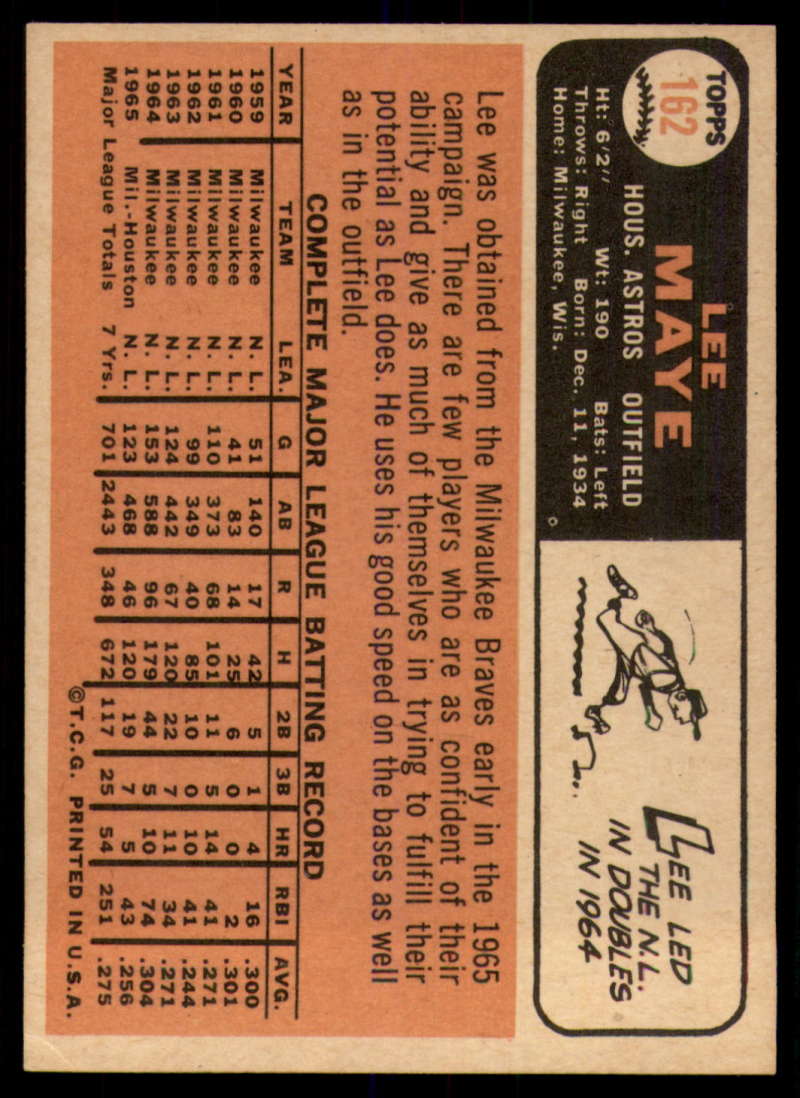 TOPPS
162
LEE
MAYE
HOUS. ASTROS OUTFIELD
Ht: 6'2" Wt: 190 Bats: Left
Throws: Right Born: Dec. 11, 1934
Home: Milwaukee, Wis.
LEE LED
THE N.L.
IN DOUBLES
IN 1964
Lee was obtained from the Milwaukee Braves early in the 1965
campaign. There are few players who are as confident of their
ability and give as much of themselves in trying to fulfill their
potential as Lee does. He uses his good speed on the bases as well
as in the outfield.
COMPLETE MAJOR LEAGUE BATTING RECORD
YEAR TEAM LEA. G AB R H 2B 3B HR RBI AVG.
1959 Milwaukee N. L. 51 140 17 42 5 1 4 16 .300
1960 Milwaukee N. L. 41 83 14 25 6 0 0 2 .301
1961 Milwaukee N. L. 110 373 68 101 11 5 14 41 .271
1962 Milwaukee N. L. 99 349 40 85 10 0 10 41 .244
1963 Milwaukee N. L. 124 442 67 120 22 7 11 34 .271
1964 Milwaukee N. L. 153 588 96 179 44 5 10 74 .304
1965 Mil.-Houston N. L. 123 468 46 120 19 7 5 43 .256
Major League Totals 7 Yrs. 701 2443 348 672 117 25 54 251 .275
©T.C.G. PRINTED IN U.S.A.